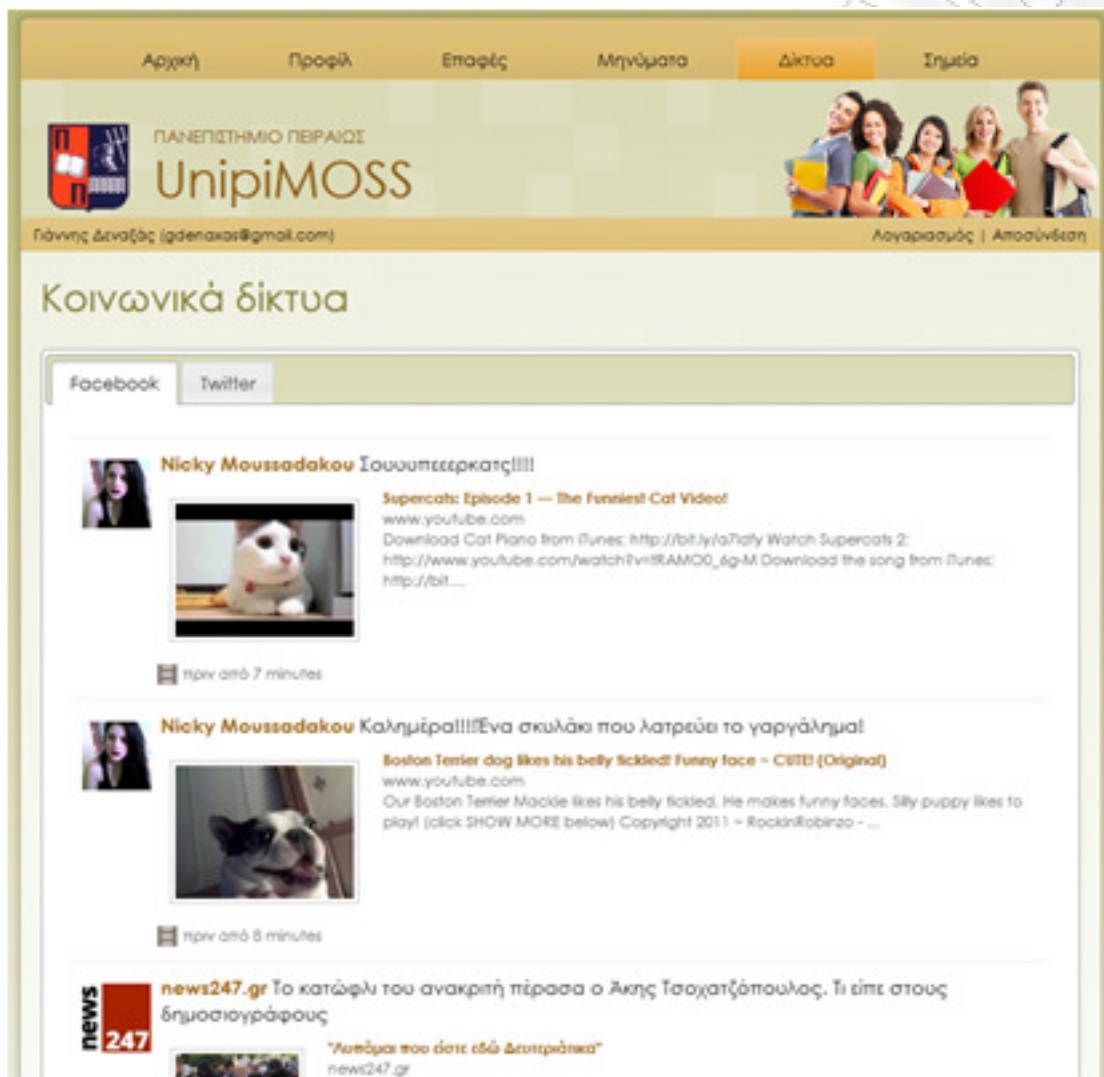 Αρχική Προφίλ Επαφές Μηνύματα Δίκτυα Σημεία
ΠΑΝΕΠΙΣΤΗΜΙΟ ΠΕΙΡΑΙΩΣ
UnipiMOSS
Γιάννης Δεναξάς (gdenaxas@gmail.com) Λογαριασμός | Αποσύνδεση
Κοινωνικά δίκτυα
Facebook Twitter
Nicky Moussadakou Σουυυπεεερκατς!!!!
Supercats: Episode 1 — The Funniest Cat Video!
www.youtube.com
Download Cat Piano from iTunes: Watch Supercats 2:
Download the song from iTunes:
http://bit....
πριν από 7 minutes
Nicky Moussadakou Καλημέρα!!!!Ένα σκυλάκι που λατρεύει το γαργάλημα!
Boston Terrier dog likes his belly tickled! Funny face ~ CUTE! (Original)
www.youtube.com
Our Boston Terrier Mackie likes his belly tickled. He makes funny faces. Silly puppy likes to
play! (click SHOW MORE below) Copyright 2011 ~ RockinRobinzo - ...
πριν από 8 minutes
news247.gr Το κατώφλι του ανακριτή πέρασα ο Άκης Τσοχατζόπουλος. Τι είπε στους
δημοσιογράφους
news 247
"Λυπάμαι που είστε εδώ Δευτεριάτικα"
news247.gr